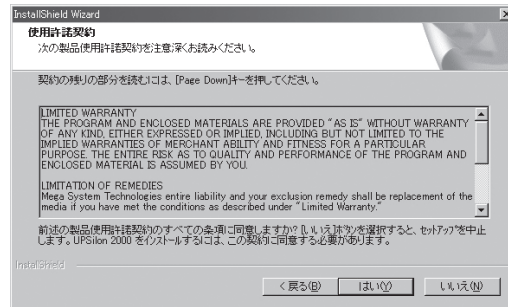 InstallShield Wizard
使用許諾契約
次の製品使用許諾契約を注意深くお読みください。
契約の残りの部分を読むには、[Page Down]キーを押してください。
LIMITED WARRANTY
THE PROGRAM AND ENCLOSED MATERIALS ARE PROVIDED "AS IS" WITHOUT WARRANTY
OF ANY KIND, EITHER EXPRESSED OR IMPLIED, INCLUDING BUT NOT LIMITED TO THE
IMPLIED WARRANTIES OF MERCHANT ABILITY AND FITNESS FOR A PARTICULAR
PURPOSE. THE ENTIRE RISK AS TO QUALITY AND PERFORMANCE OF THE PROGRAM AND
ENCLOSED MATERIAL IS ASSUMED BY YOU.
LIMITATION OF REMEDIES
Mega System Technologies entire liability and your exclusion remedy shall be replacement of the
media if you have met the conditions as described under "Limited Warranty."
前述の製品使用許諾契約のすべての条項に同意しますか? [いいえ]ボタンを選択すると、セットアップを中止
します。UPSilon 2000 をインストールするには、この契約に同意する必要があります。
InstallShield
< 戻る(B)
はい(Y)
いいえ(N)